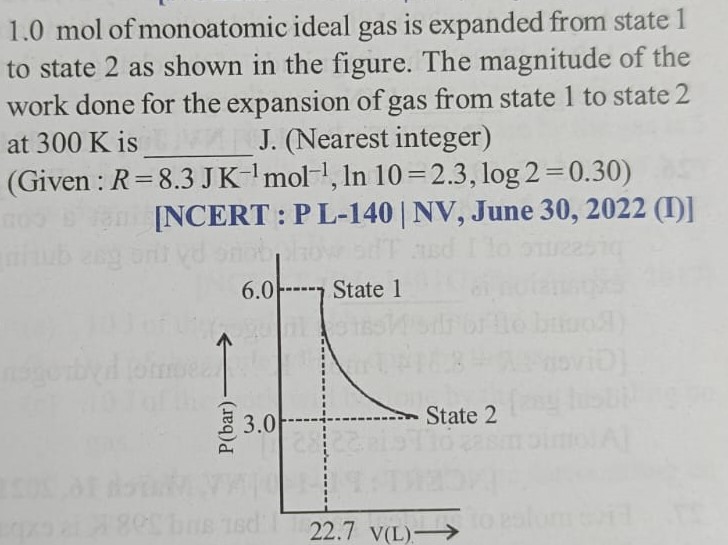 1.0 mol of monoatomic ideal gas is expanded from state 1
to state 2 as shown in the figure. The magnitude of the
work done for the expansion of gas from state 1 to state 2
at 300 K is ________ J. (Nearest integer)
(Given : R = 8.3 J K⁻¹ mol⁻¹, ln 10 = 2.3, log 2 = 0.30)
[NCERT : P L-140 | NV, June 30, 2022 (I)]
6.0 State 1
P(bar)
3.0 State 2
22.7 V(L)